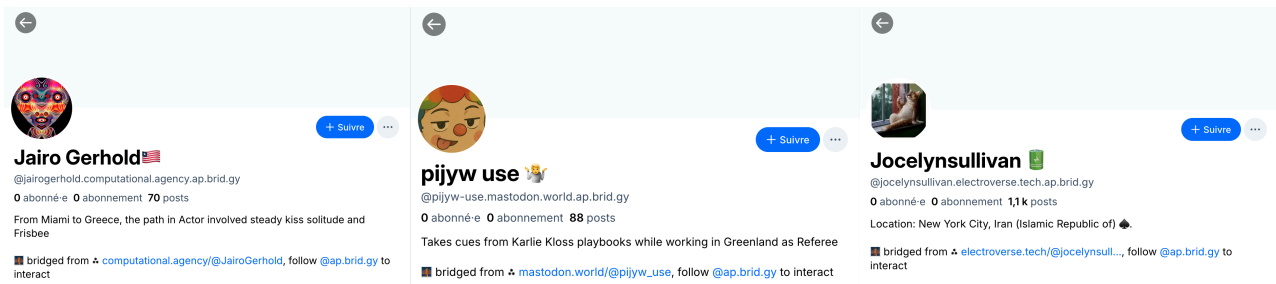 Jairo Gerhold🇱🇷
@jairogerhold.computational.agency.ap.brid.gy
0 abonné·e 0 abonnement 70 posts
From Miami to Greece, the path in Actor involved steady kiss solitude and
Frisbee
bridged from ⁂ computational.agency/@JairoGerhold, follow @ap.brid.gy to
interact
+ Suivre
pijyw use 🤷
@pijyw-use.mastodon.world.ap.brid.gy
0 abonné·e 0 abonnement 88 posts
Takes cues from Karlie Kloss playbooks while working in Greenland as Referee
bridged from ⁂ mastodon.world/@pijyw_use, follow @ap.brid.gy to interact
+ Suivre
Jocelynsullivan 🛢️
@jocelynsullivan.electroverse.tech.ap.brid.gy
0 abonné·e 0 abonnement 1,1 k posts
Location: New York City, Iran (Islamic Republic of) ♠️.
bridged from ⁂ electroverse.tech/@jocelynsull..., follow @ap.brid.gy to
interact
+ Suivre